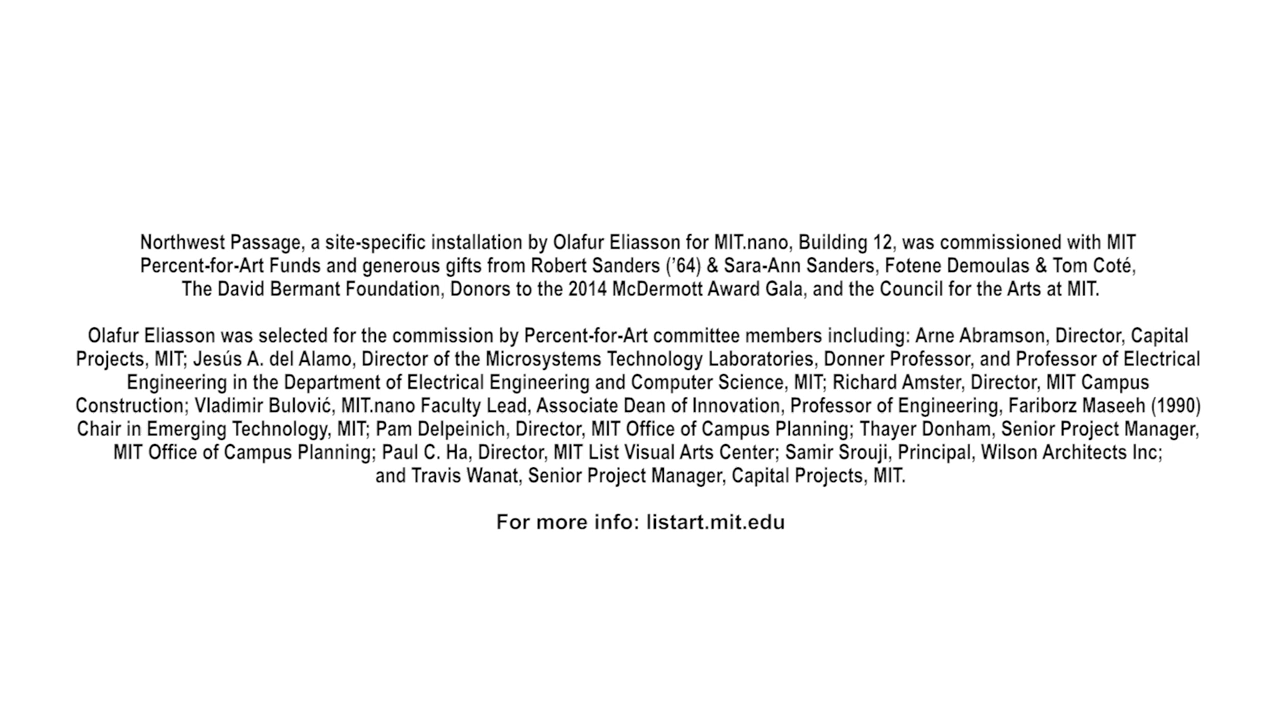 Northwest Passage, a site-specific installation by Olafur Eliasson for MIT.nano, Building 12, was commissioned with MIT
Percent-for-Art Funds and generous gifts from Robert Sanders (’64) & Sara-Ann Sanders, Fotene Demoulas & Tom Coté,
The David Bermant Foundation, Donors to the 2014 McDermott Award Gala, and the Council for the Arts at MIT.
Olafur Eliasson was selected for the commission by Percent-for-Art committee members including: Arne Abramson, Director, Capital
Projects, MIT; Jesús A. del Alamo, Director of the Microsystems Technology Laboratories, Donner Professor, and Professor of Electrical
Engineering in the Department of Electrical Engineering and Computer Science, MIT; Richard Amster, Director, MIT Campus
Construction; Vladimir Bulović, MIT.nano Faculty Lead, Associate Dean of Innovation, Professor of Engineering, Fariborz Maseeh (1990)
Chair in Emerging Technology, MIT; Pam Delpeinich, Director, MIT Office of Campus Planning; Thayer Donham, Senior Project Manager,
MIT Office of Campus Planning; Paul C. Ha, Director, MIT List Visual Arts Center; Samir Srouji, Principal, Wilson Architects Inc;
and Travis Wanat, Senior Project Manager, Capital Projects, MIT.
For more info: listart.mit.edu